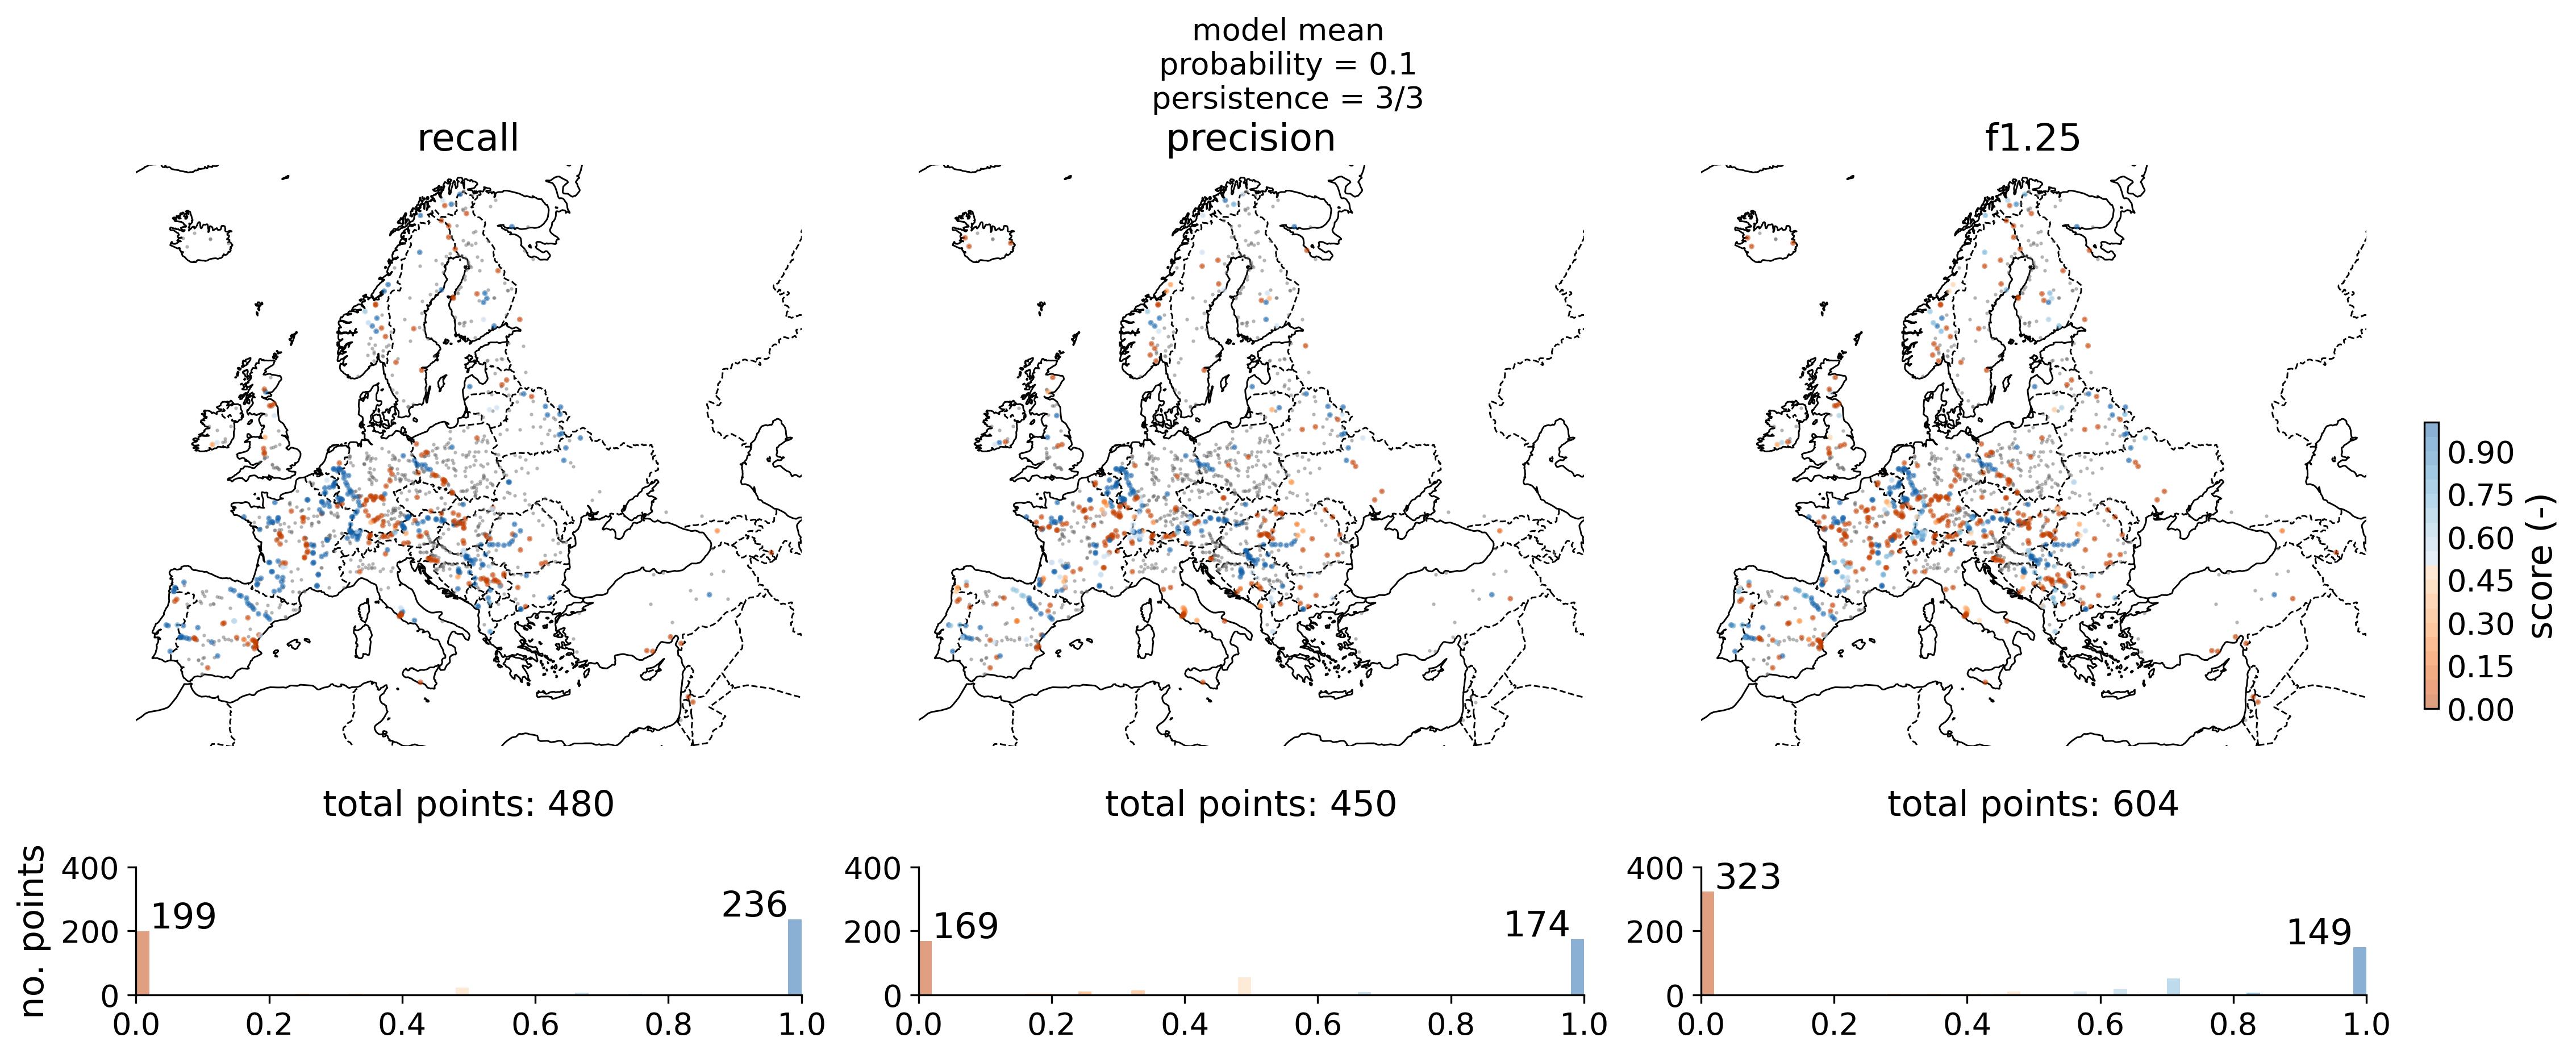 model mean
probability = 0.1
persistence = 3/3
recall
precision
f1.25
0.90
0.75
0.60
0.45
0.30
0.15
0.00
score (-)
total points: 480
total points: 450
total points: 604
no. points
400
200
0
199
236
0.0 0.2 0.4 0.6 0.8 1.0
400
200
0
169
174
0.0 0.2 0.4 0.6 0.8 1.0
400
200
0
323
149
0.0 0.2 0.4 0.6 0.8 1.0